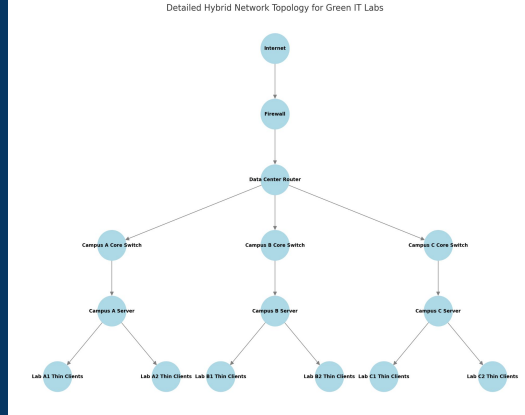 Detailed Hybrid Network Topology for Green IT Labs
Internet
Firewall
Data Center Router
Campus A Core Switch
Campus B Core Switch
Campus C Core Switch
Campus A Server
Campus B Server
Campus C Server
Lab A1 Thin Clients
Lab A2 Thin Clients
Lab B1 Thin Clients
Lab B2 Thin Clients
Lab C1 Thin Clients
Lab C2 Thin Clients